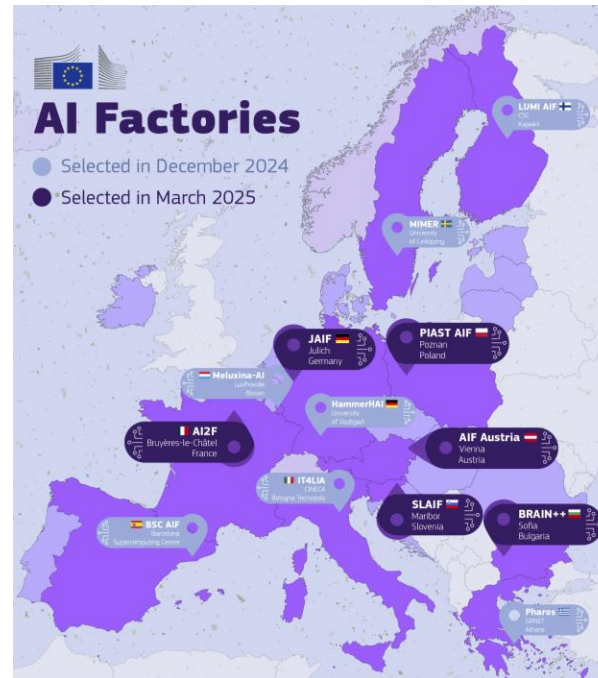 AI Factories
Selected in December 2024
Selected in March 2025
LUMI AIF
CSC
Kajaani
MIMER
University
of Linkoping
JAIF
Julich
Germany
PIAST AIF
Poznan
Poland
Meluxina-AI
LuxProvide
Bissen
HammerHAI
University
of Stuttgart
AI2F
Bruyères-le-Châtel
France
AIF Austria
Vienna
Austria
IT4LIA
CINECA
Bologna Tecnopolo
SLAIF
Maribor
Slovenia
BRAIN++
Sofia
Bulgaria
BSC AIF
Barcelona
Supercomputing Centre
Pharos
GRNET
Athens